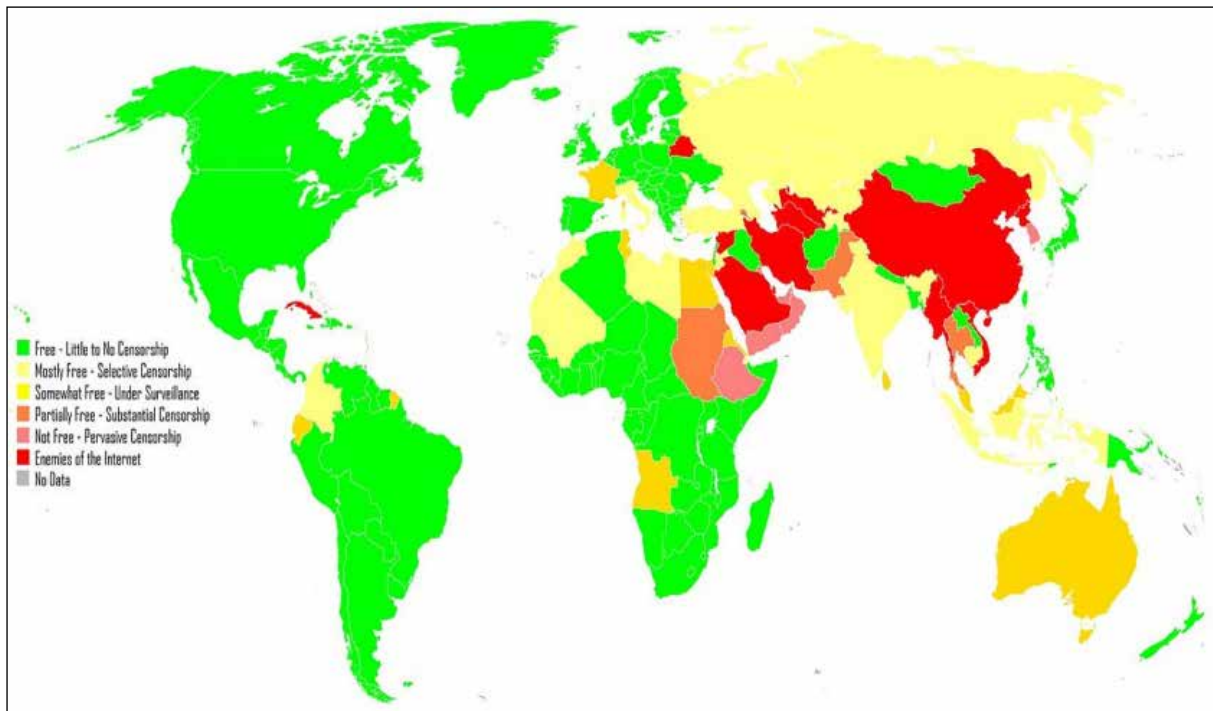 Free - Little to No Censorship
Mostly Free - Selective Censorship
Somewhat Free - Under Surveillance
Partially Free - Substantial Censorship
Not Free - Pervasive Censorship
Enemies of the Internet
No Data